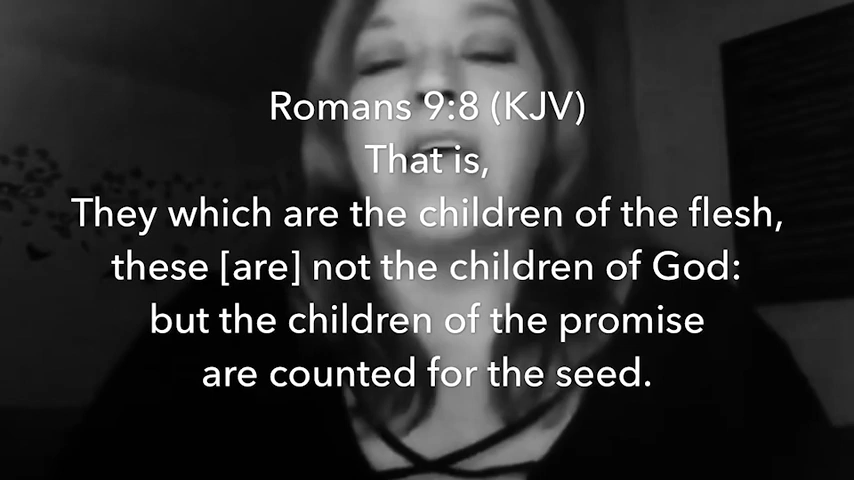 Romans 9:8 (KJV)
That is,
They which are the children of the flesh,
these [are] not the children of God:
but the children of the promise
are counted for the seed.